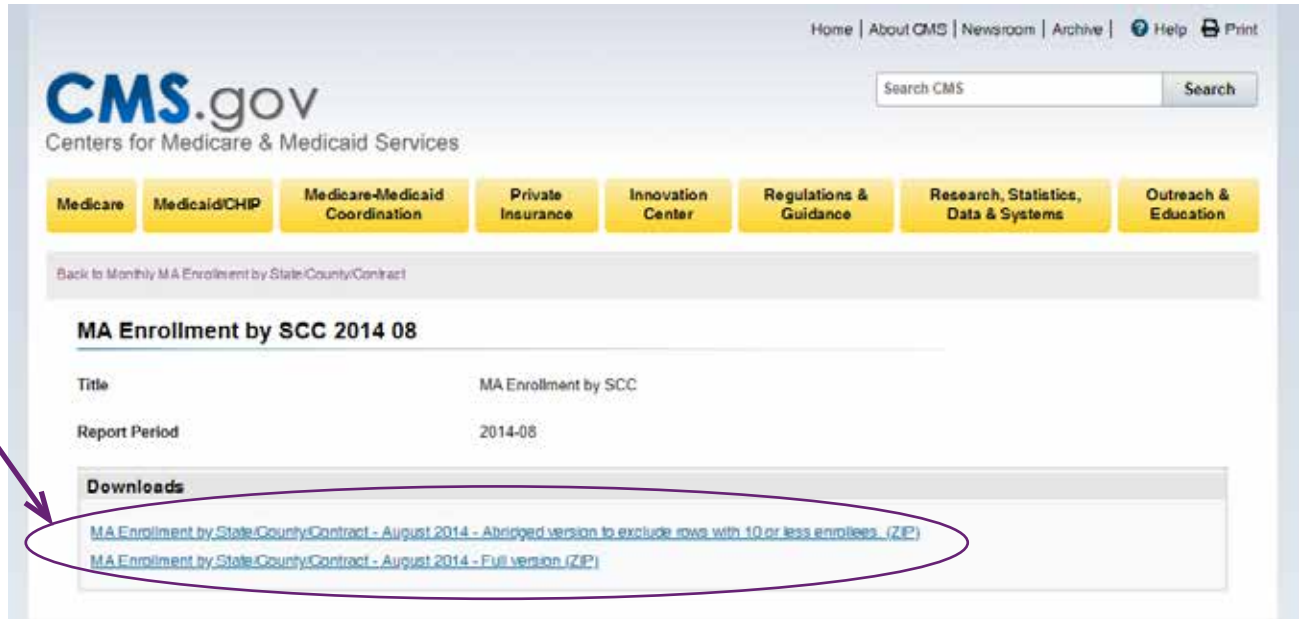 Home | About CMS | Newsroom | Archive | Help Print
CMS.gov
Search CMS Search
Centers for Medicare & Medicaid Services
Medicare Medicaid/CHIP Medicare-Medicaid Coordination Private Insurance Innovation Center Regulations & Guidance Research, Statistics, Data & Systems Outreach & Education
Back to Monthly MA Enrollment by State/County/Contract
MA Enrollment by SCC 2014 08
Title MA Enrollment by SCC
Report Period 2014-08
Downloads
MA Enrollment by State/County/Contract - August 2014 - Abridged version to exclude rows with 10 or less enrollees. (ZIP)
MA Enrollment by State/County/Contract - August 2014 - Full version (ZIP)